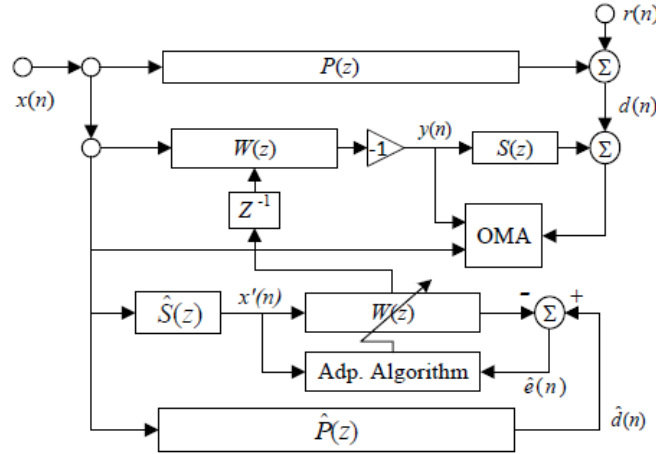 r(n)
P(z)
Σ
x(n)
d(n)
W(z)
-1
y(n)
S(z)
Σ
Z⁻¹
OMA
Ŝ(z)
x'(n)
W(z)
-
+
Σ
Adp. Algorithm
ê(n)
P̂(z)
d̂(n)